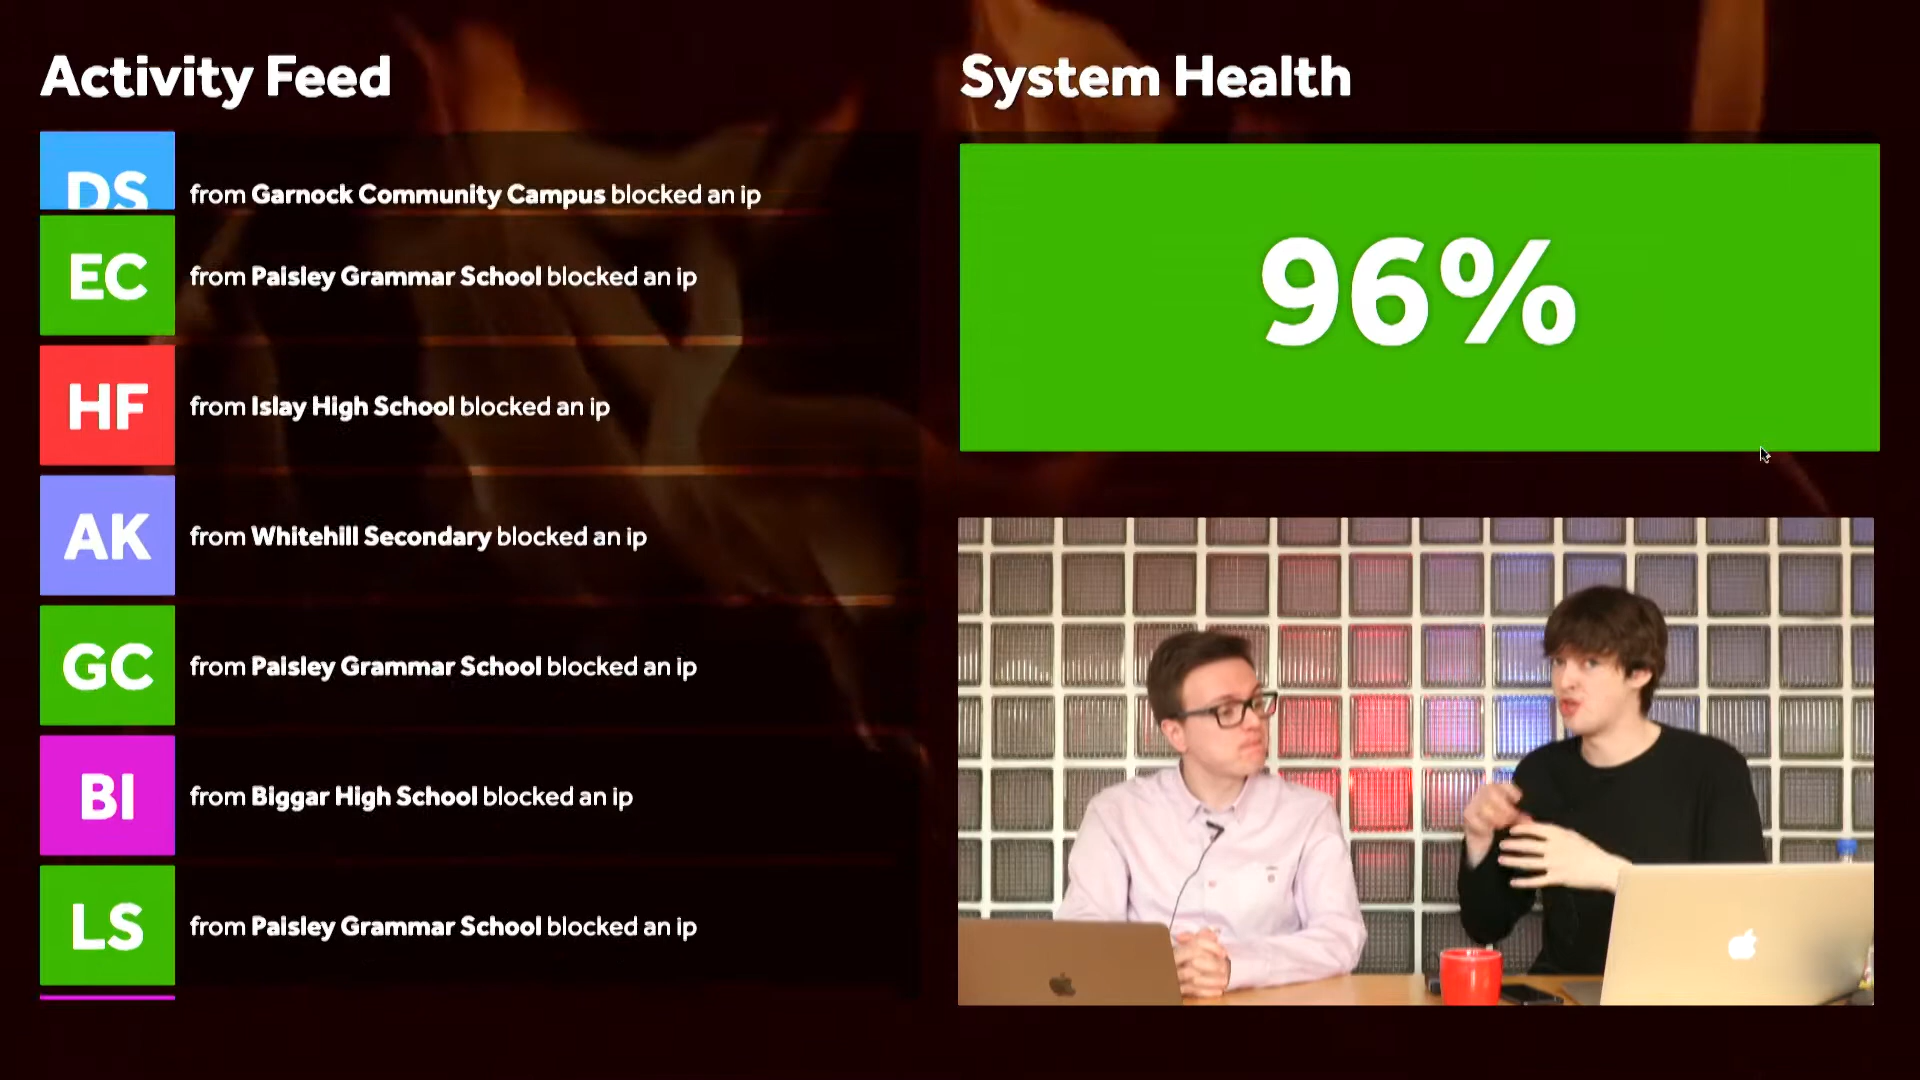 Activity Feed
DS
from Garnock Community Campus blocked an ip
EC
from Paisley Grammar School blocked an ip
HF
from Islay High School blocked an ip
AK
from Whitehill Secondary blocked an ip
GC
from Paisley Grammar School blocked an ip
BI
from Biggar High School blocked an ip
LS
from Paisley Grammar School blocked an ip
System Health
96%